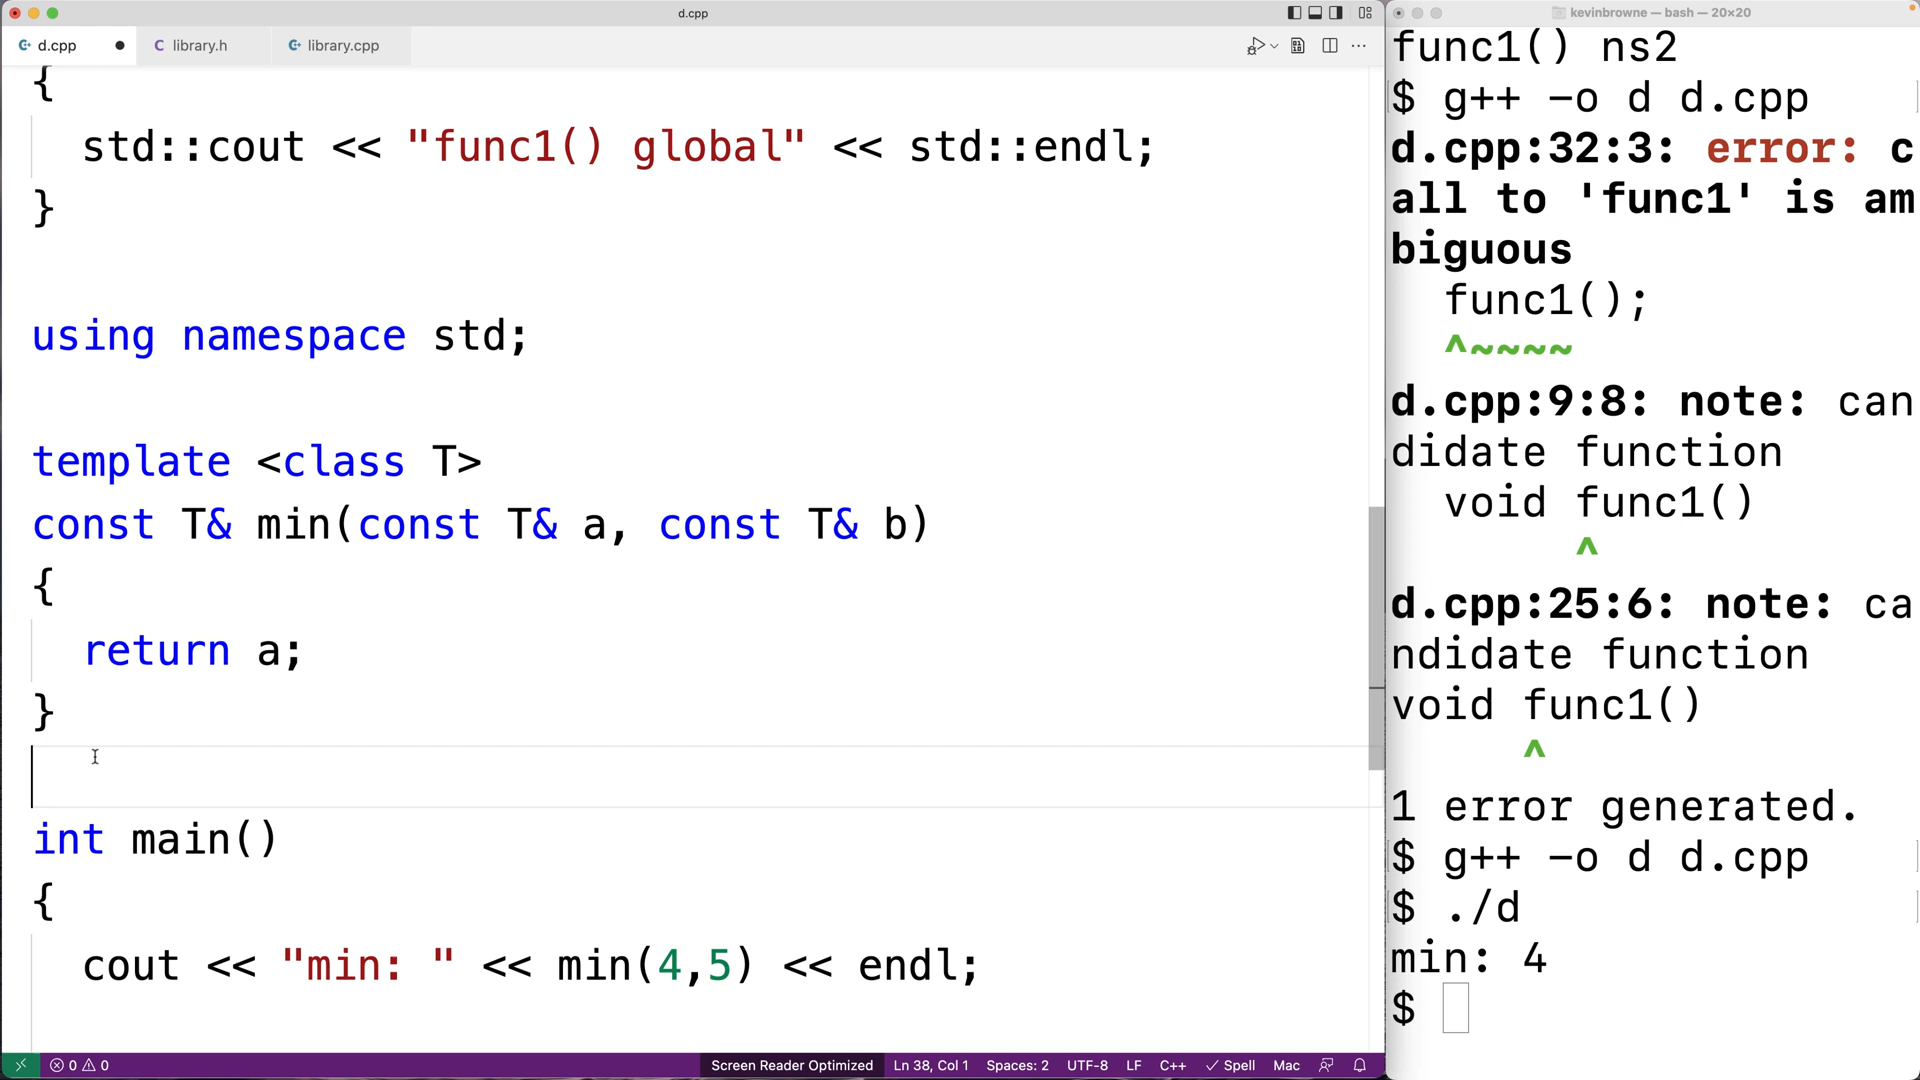 d.cpp
d.cpp
library.h
library.cpp
{
std::cout << "func1() global" << std::endl;
}
using namespace std;
template <class T>
const T& min(const T& a, const T& b)
{
return a;
}
int main()
{
cout << "min: " << min(4,5) << endl;
0 0
Screen Reader Optimized
Ln 38, Col 1
Spaces: 2
UTF-8
LF
C++
Spell
Mac
kevinbrowne — bash — 20×20
func1() ns2
$ g++ -o d d.cpp
d.cpp:32:3: error: c
all to 'func1' is am
biguous
func1();
^~~~~
d.cpp:9:8: note: can
didate function
void func1()
^
d.cpp:25:6: note: ca
ndidate function
void func1()
^
1 error generated.
$ g++ -o d d.cpp
$ ./d
min: 4
$